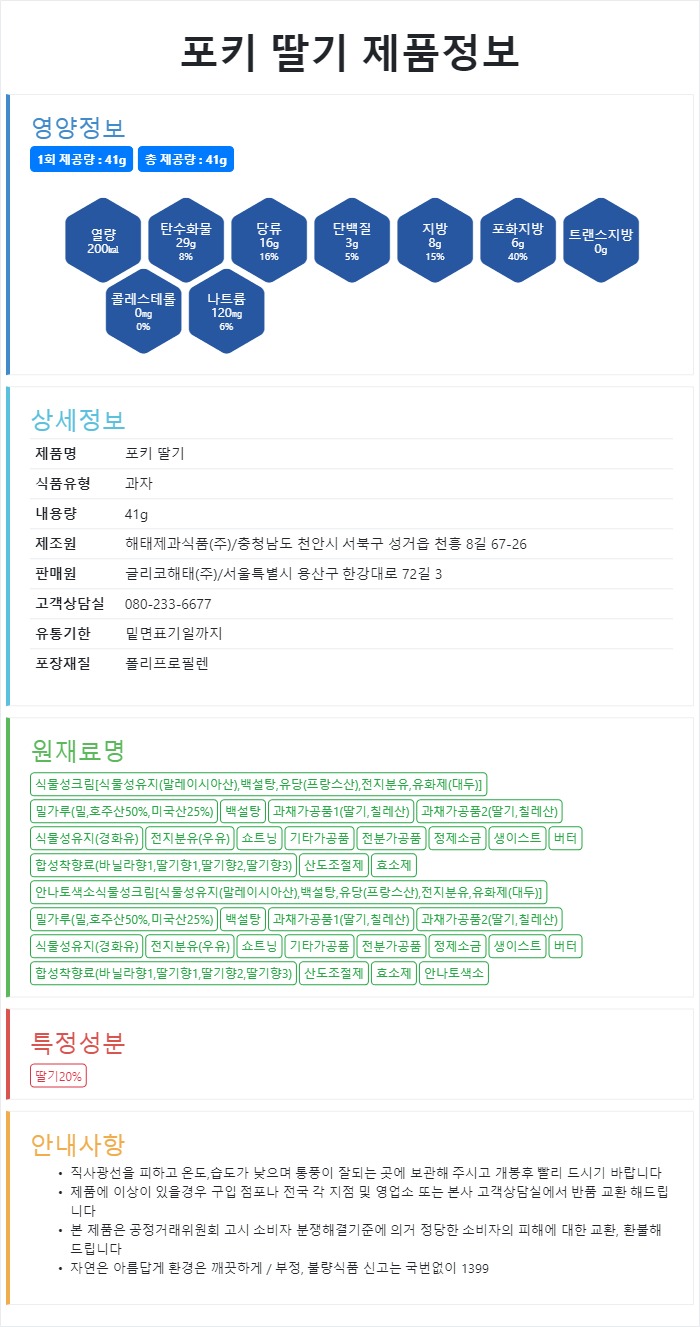 포키 딸기 제품정보
영양정보
1회 제공량 : 41g 총 제공량 : 41g
열량 탄수화물 당류 단백질 지방 포화지방 트랜스지방
200㎉ 29g 16g 3g 8g 6g 0g
8% 16% 5% 15% 40%
콜레스테롤 나트륨
0㎎ 120㎎
0% 6%
상세정보
제품명 포키 딸기
식품유형 과자
내용량 41g
제조원 해태제과식품(주)/충청남도 천안시 서북구 성거읍 천흥 8길 67-26
판매원 글리코해태(주)/서울특별시 용산구 한강대로 72길 3
고객상담실 080-233-6677
유통기한 밑면표기일까지
포장재질 폴리프로필렌
원재료명
식물성크림[식물성유지(말레이시아산),백설탕,유당(프랑스산),전지분유,유화제(대두)]
밀가루(밀,호주산50%,미국산25%) 백설탕 과채가공품1(딸기,칠레산) 과채가공품2(딸기,칠레산)
식물성유지(경화유) 전지분유(우유) 쇼트닝 기타가공품 전분가공품 정제소금 생이스트 버터
합성착향료(바닐라향1,딸기향1,딸기향2,딸기향3) 산도조절제 효소제
안나토색소식물성크림[식물성유지(말레이시아산),백설탕,유당(프랑스산),전지분유,유화제(대두)]
밀가루(밀,호주산50%,미국산25%) 백설탕 과채가공품1(딸기,칠레산) 과채가공품2(딸기,칠레산)
식물성유지(경화유) 전지분유(우유) 쇼트닝 기타가공품 전분가공품 정제소금 생이스트 버터
합성착향료(바닐라향1,딸기향1,딸기향2,딸기향3) 산도조절제 효소제 안나토색소
특정성분
딸기20%
안내사항
• 직사광선을 피하고 온도,습도가 낮으며 통풍이 잘되는 곳에 보관해 주시고 개봉후 빨리 드시기 바랍니다
• 제품에 이상이 있을경우 구입 점포나 전국 각 지점 및 영업소 또는 본사 고객상담실에서 반품 교환 해드립
니다
• 본 제품은 공정거래위원회 고시 소비자 분쟁해결기준에 의거 정당한 소비자의 피해에 대한 교환, 환불해
드립니다
• 자연은 아름답게 환경은 깨끗하게 / 부정, 불량식품 신고는 국번없이 1399